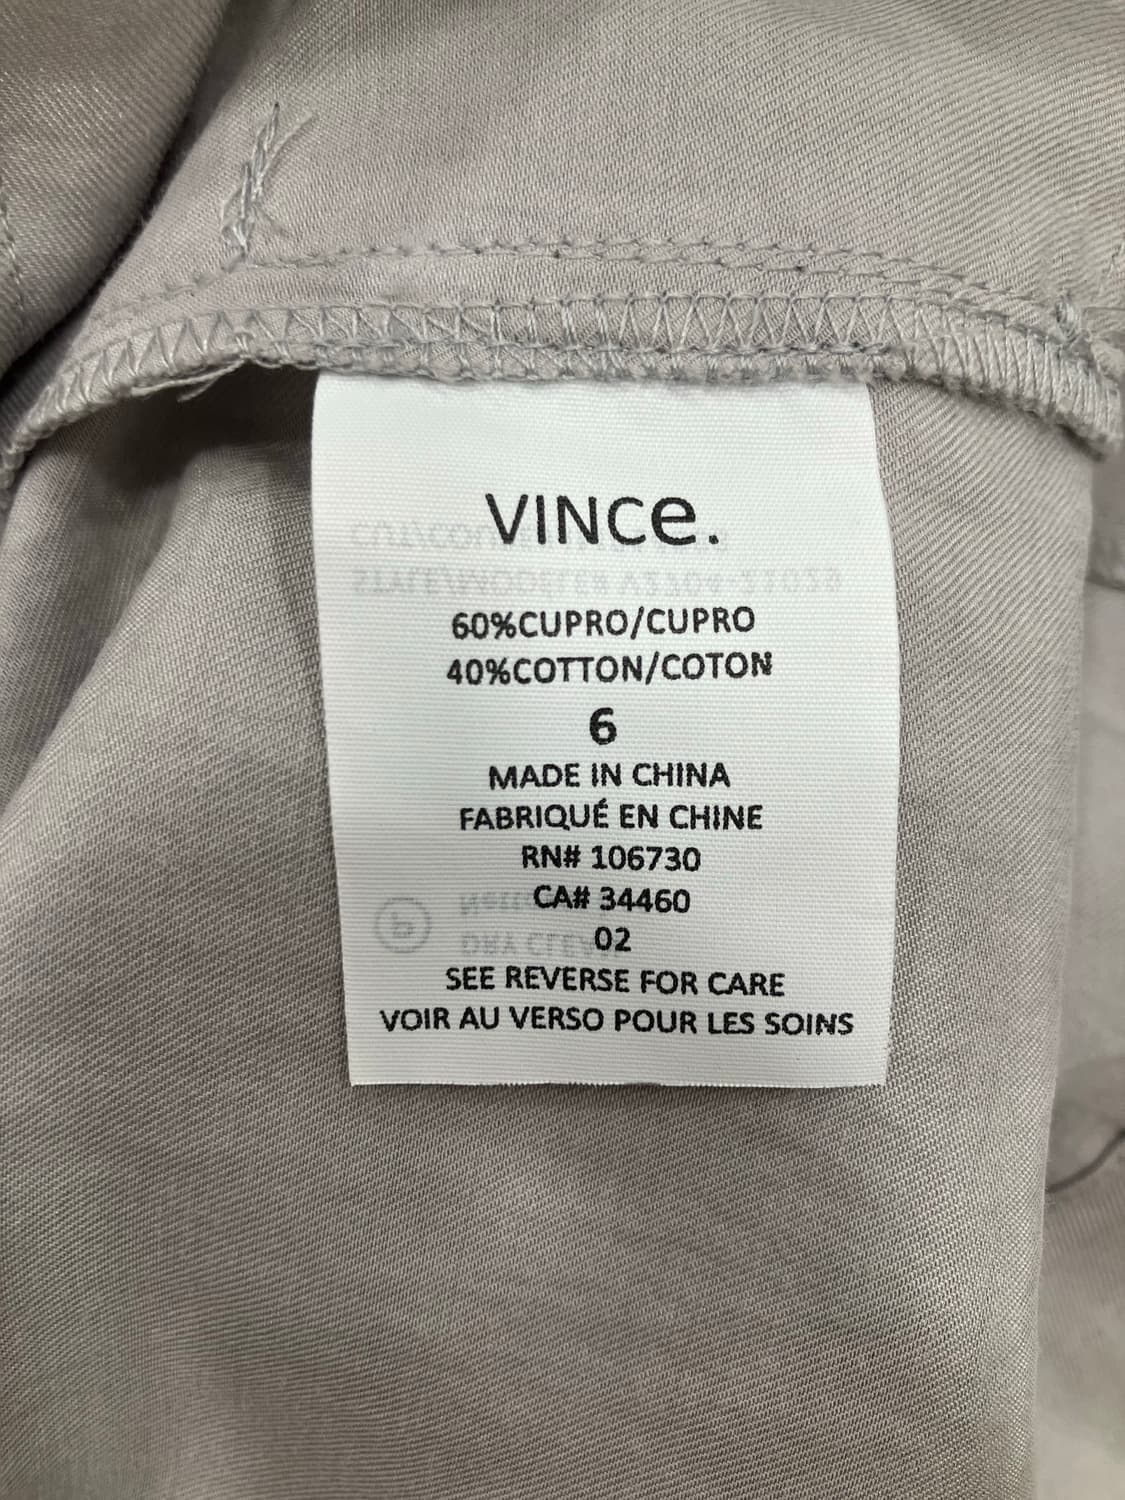 VINCe.
60%CUPRO/CUPRO
40%COTTON/COTON
6
MADE IN CHINA
FABRIQUÉ EN CHINE
RN# 106730
CA# 34460
02
SEE REVERSE FOR CARE
VOIR AU VERSO POUR LES SOINS